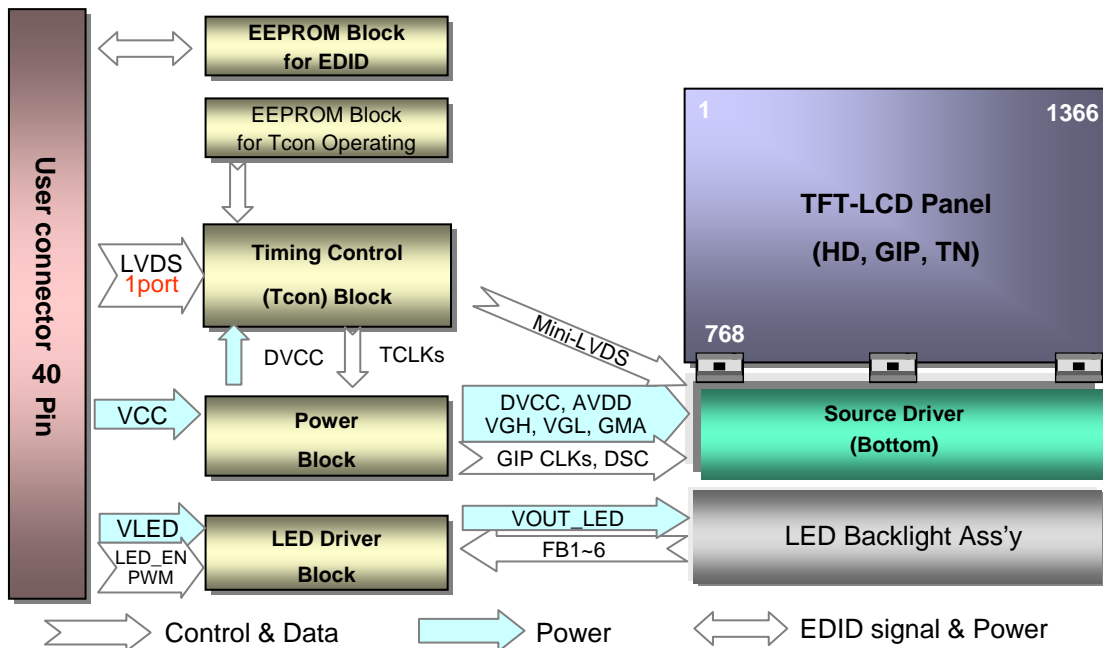 User connector 40 Pin
EEPROM Block
for EDID
EEPROM Block
for Tcon Operating
LVDS
1port
Timing Control
(Tcon) Block
DVCC
TCLKs
VCC
Power
Block
VLED
LED_EN
PWM
LED Driver
Block
Mini-LVDS
DVCC, AVDD
VGH, VGL, GMA
GIP CLKs, DSC
VOUT_LED
FB1~6
1
1366
TFT-LCD Panel
(HD, GIP, TN)
768
Source Driver
(Bottom)
LED Backlight Ass'y
Control & Data
Power
EDID signal & Power